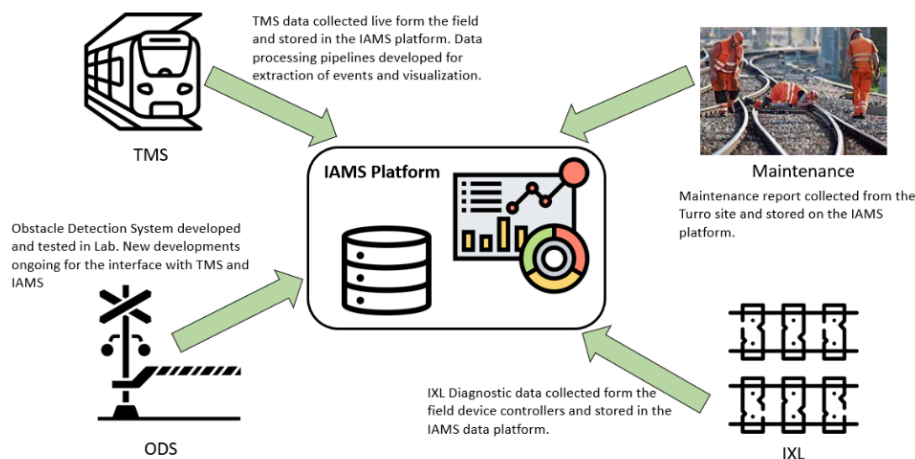 TMS data collected live form the field
and stored in the IAMS platform. Data
processing pipelines developed for
extraction of events and visualization.
TMS
IAMS Platform
Maintenance
Maintenance report collected from the
Turro site and stored on the IAMS
platform.
Obstacle Detection System developed
and tested in Lab. New developments
ongoing for the interface with TMS and
IAMS
ODS
IXL Diagnostic data collected form the
field device controllers and stored in the
IAMS data platform.
IXL